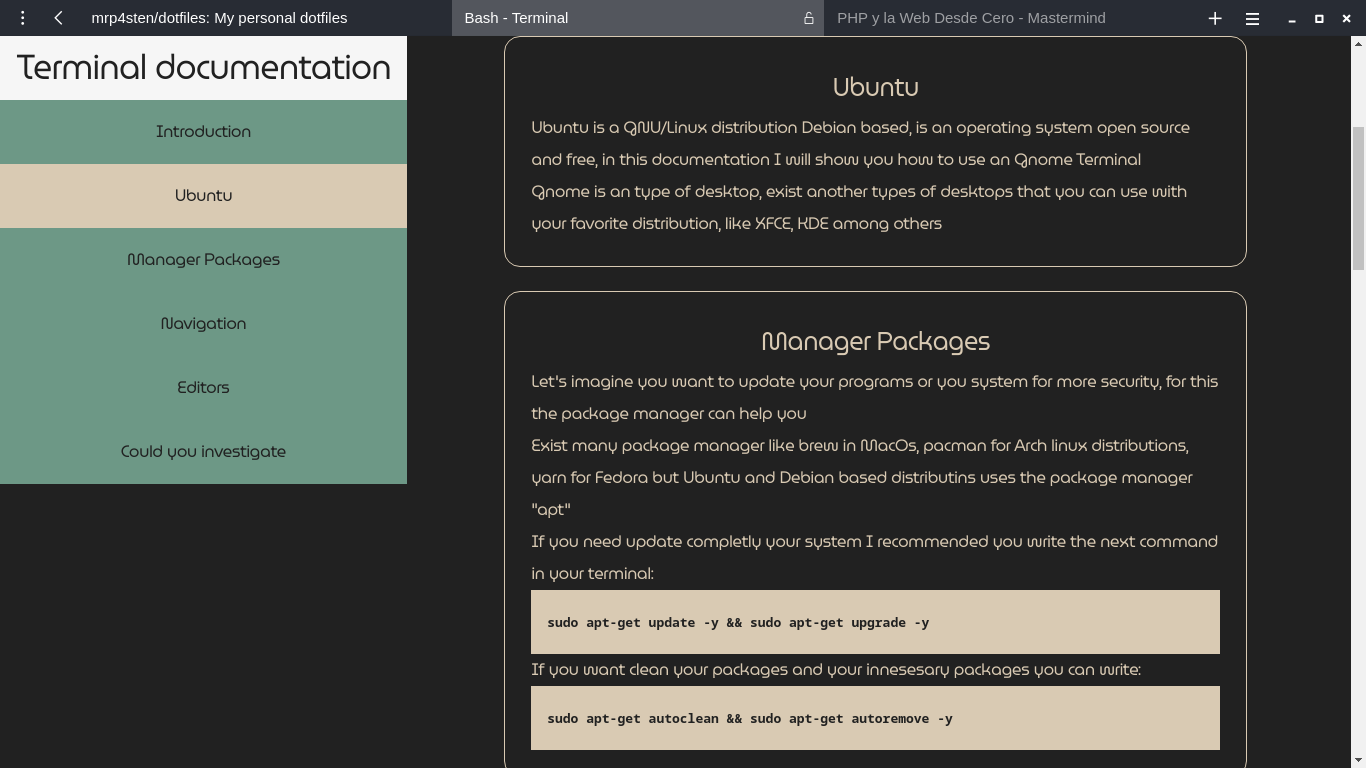 mrp4sten/dotfiles: My personal dotfiles
Bash - Terminal
PHP y la Web Desde Cero - Mastermind
Terminal documentation
Introduction
Ubuntu
Manager Packages
Navigation
Editors
Could you investigate
Ubuntu
Ubuntu is a GNU/Linux distribution Debian based, is an operating system open source
and free, in this documentation I will show you how to use an Gnome Terminal
Gnome is an type of desktop, exist another types of desktops that you can use with
your favorite distribution, like XFCE, KDE among others
Manager Packages
Let's imagine you want to update your programs or you system for more security, for this
the package manager can help you
Exist many package manager like brew in MacOs, pacman for Arch linux distributions,
yarn for Fedora but Ubuntu and Debian based distributins uses the package manager
"apt"
If you need update completly your system I recommended you write the next command
in your terminal:
sudo apt-get update -y && sudo apt-get upgrade -y
If you want clean your packages and your innesesary packages you can write:
sudo apt-get autoclean && sudo apt-get autoremove -y